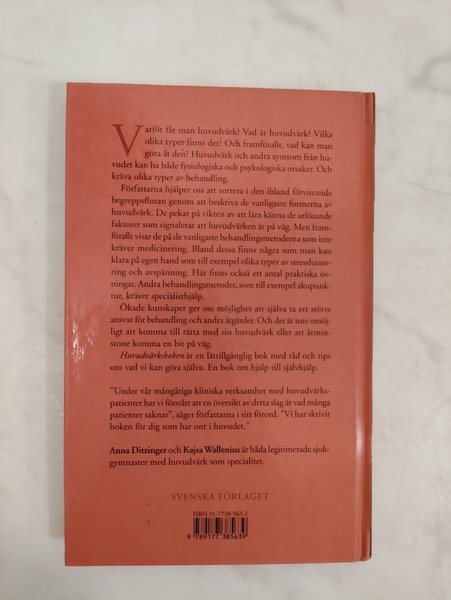 Varför får man huvudvärk? Vad är huvudvärk? Vilka
olika typer finns det? Och framförallt, vad kan man
göra åt den? Huvudvärk och andra symtom från hu-
vudet kan ha både fysiologiska och psykologiska orsaker. Och
kräva olika typer av behandling.
Författarna hjälper oss att sortera i den ibland förvirrande
begreppsfloran genom att beskriva de vanligaste formerna av
huvudvärk. De pekar på vikten av att lära känna de utlösande
faktorer som signalerar att huvudvärken är på väg. Men fram-
förallt visar de på de vanligaste behandlingsmetoderna som inte
kräver medicinering. Bland dessa finns några som man kan
klara på egen hand som till exempel olika typer av stresshante-
ring och avspänning. Här finns också ett antal praktiska öv-
ningar. Andra behandlingsmetoder, som till exempel akupunk-
tur, kräver specialisthjälp.
Ökade kunskaper ger oss möjlighet att själva ta ett större
ansvar för behandling och andra åtgärder. Och det är inte omöj-
ligt att komma till rätta med sin huvudvärk eller att åtmin-
stone komma en bit på väg.
Huvudvärksboken är en lättillgänglig bok med råd och tips
om vad vi kan göra själva. En bok om hjälp till självhjälp.
"Under vår mångåriga kliniska verksamhet med huvudvärks-
patienter har vi förstått att en översikt av detta slag är vad många
patienter saknar", säger författarna i sitt förord. "Vi har skrivit
boken för dig som har ont i huvudet."
Anna Ditzinger och Kajsa Wallenius är båda legitimerade sjuk-
gymnaster med huvudvärk som specialitet.
SVENSKA FÖRLAGET
ISBN-91-7738-563-2
9 789177 385639